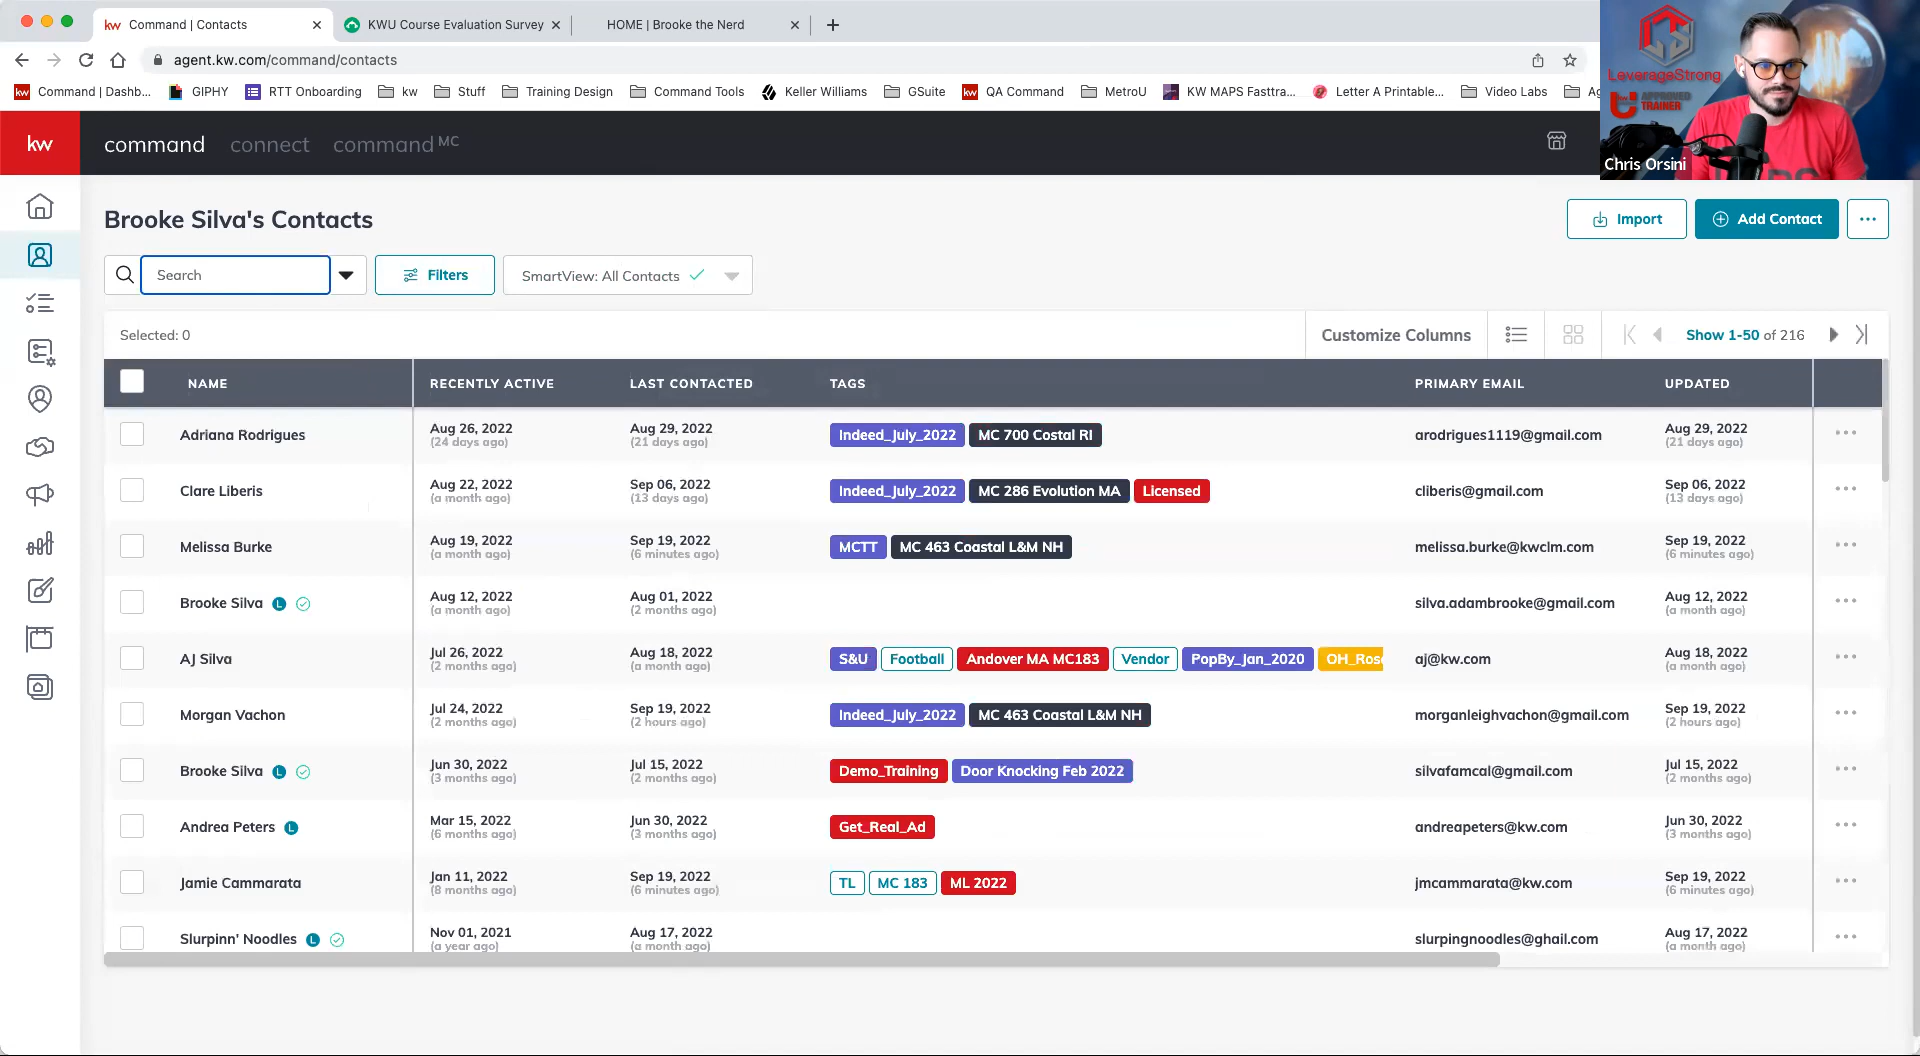 kw Command | Contacts
KWU Course Evaluation Survey
HOME | Brooke the Nerd
agent.kw.com/command/contacts
kw Command | Dashb...
GIPHY
RTT Onboarding
kw
Stuff
Training Design
Command Tools
Keller Williams
GSuite
kw QA Command
MetroU
KW MAPS Fasttra...
Letter A Printable...
Video Labs
LeverageStrong
APPROVED
TRAINER
Chris Orsini
kw
command connect command MC
Brooke Silva's Contacts
Import
Add Contact
Search
Filters
SmartView: All Contacts
Selected: 0
Customize Columns
Show 1-50 of 216
NAME RECENTLY ACTIVE LAST CONTACTED TAGS PRIMARY EMAIL UPDATED
Adriana Rodrigues Aug 26, 2022 Aug 29, 2022 Indeed_July_2022 MC 700 Costal RI arodrigues1119@gmail.com Aug 29, 2022
(24 days ago) (21 days ago) (21 days ago)
Clare Liberis Aug 22, 2022 Sep 06, 2022 Indeed_July_2022 MC 286 Evolution MA Licensed cliberis@gmail.com Sep 06, 2022
(a month ago) (13 days ago) (13 days ago)
Melissa Burke Aug 19, 2022 Sep 19, 2022 MCTT MC 463 Coastal L&M NH melissa.burke@kwclm.com Sep 19, 2022
(a month ago) (6 minutes ago) (6 minutes ago)
Brooke Silva L Aug 12, 2022 Aug 01, 2022 silva.adambrooke@gmail.com Aug 12, 2022
(a month ago) (2 months ago) (a month ago)
AJ Silva Jul 26, 2022 Aug 18, 2022 S&U Football Andover MA MC183 Vendor PopBy_Jan_2020 OH_Rose aj@kw.com Aug 18, 2022
(2 months ago) (a month ago) (a month ago)
Morgan Vachon Jul 24, 2022 Sep 19, 2022 Indeed_July_2022 MC 463 Coastal L&M NH morganleighvachon@gmail.com Sep 19, 2022
(2 months ago) (2 hours ago) (2 hours ago)
Brooke Silva L Jun 30, 2022 Jul 15, 2022 Demo_Training Door Knocking Feb 2022 silvafamcal@gmail.com Jul 15, 2022
(3 months ago) (2 months ago) (2 months ago)
Andrea Peters L Mar 15, 2022 Jun 30, 2022 Get_Real_Ad andreapeters@kw.com Jun 30, 2022
(6 months ago) (3 months ago) (3 months ago)
Jamie Cammarata Jan 11, 2022 Sep 19, 2022 TL MC 183 ML 2022 jmcammarata@kw.com Sep 19, 2022
(8 months ago) (6 minutes ago) (6 minutes ago)
Slurpinn' Noodles L Nov 01, 2021 Aug 17, 2022 slurpingnoodles@ghail.com Aug 17, 2022
(a year ago) (a month ago) (a month ago)